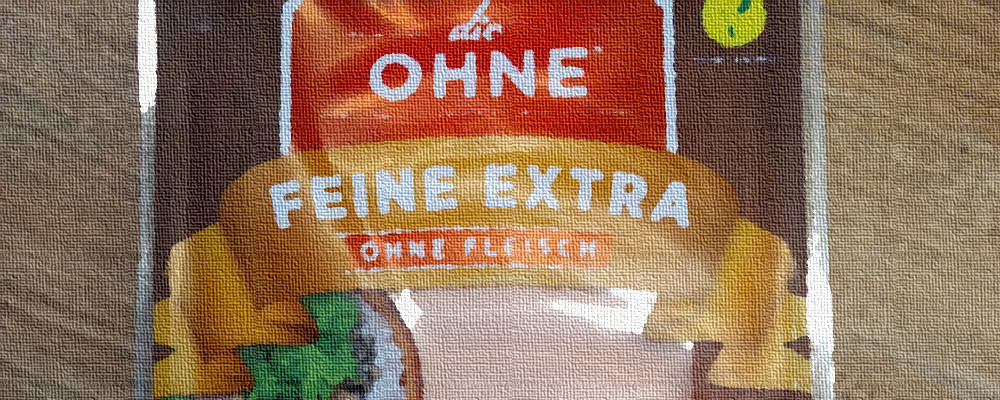 die
OHNE
FEINE EXTRA
OHNE FLEISCH